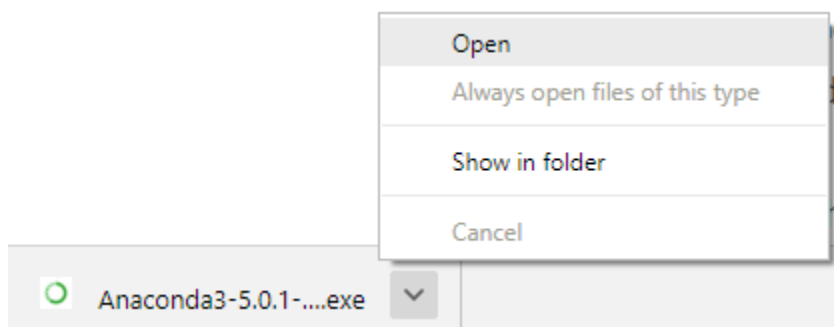 Open
Always open files of this type
Show in folder
Cancel
Anaconda3-5.0.1-....exe